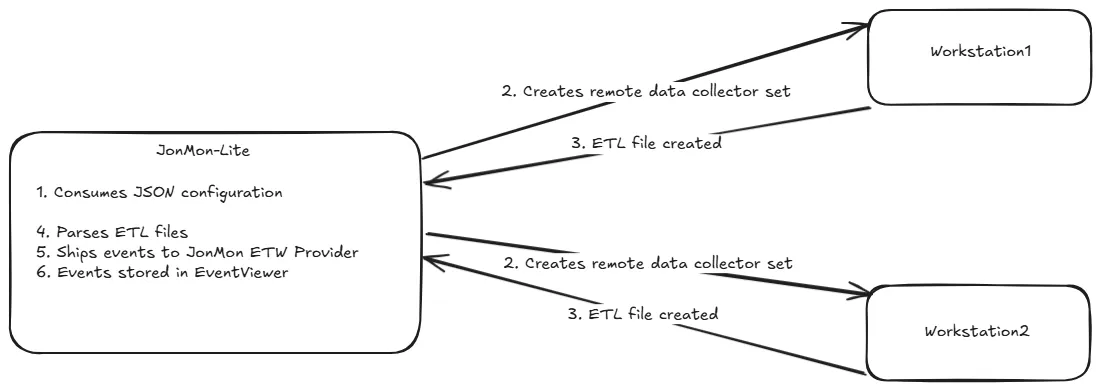 Workstation1
2. Creates remote data collector set
3. ETL file created
JonMon-Lite
1. Consumes JSON configuration
4. Parses ETL files
5. Ships events to JonMon ETW Provider
6. Events stored in EventViewer
2. Creates remote data collector set
3. ETL file created
Workstation2